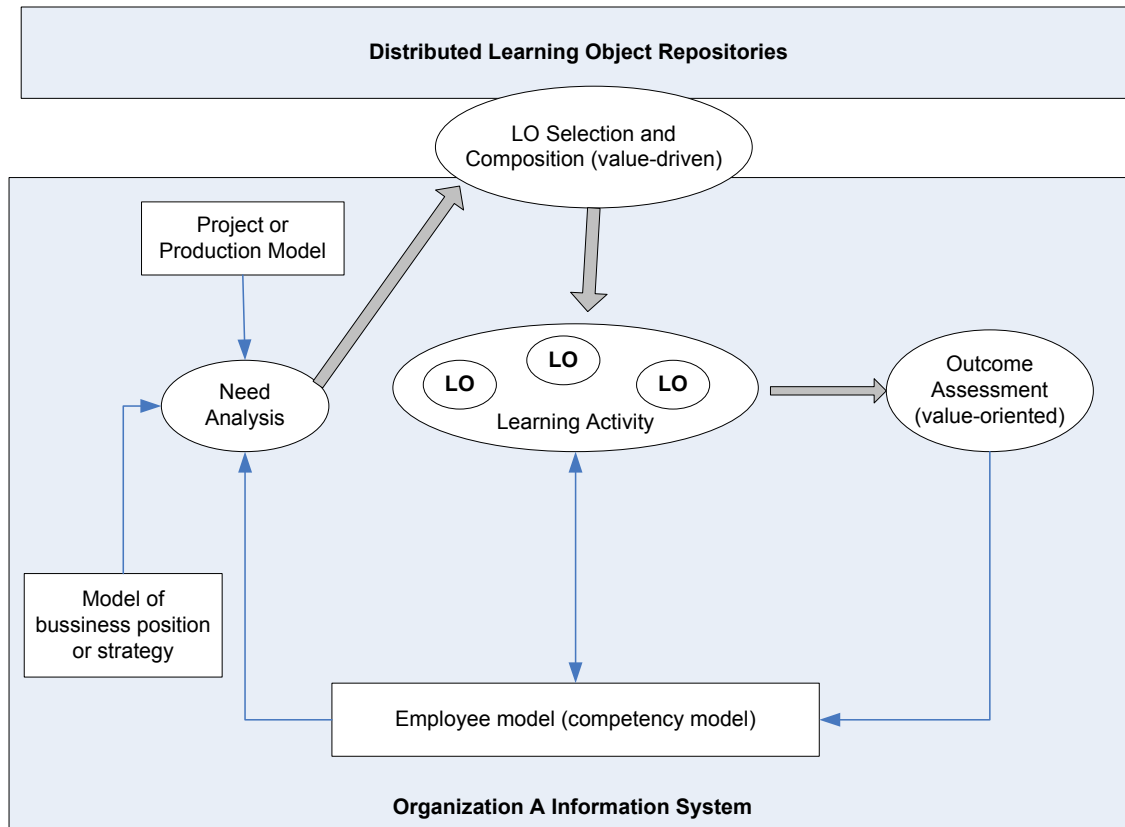 Distributed Learning Object Repositories
LO Selection and
Composition (value-driven)
Project or
Production Model
Need
Analysis
LO
LO
LO
Learning Activity
Outcome
Assessment
(value-oriented)
Model of
bussiness position
or strategy
Employee model (competency model)
Organization A Information System